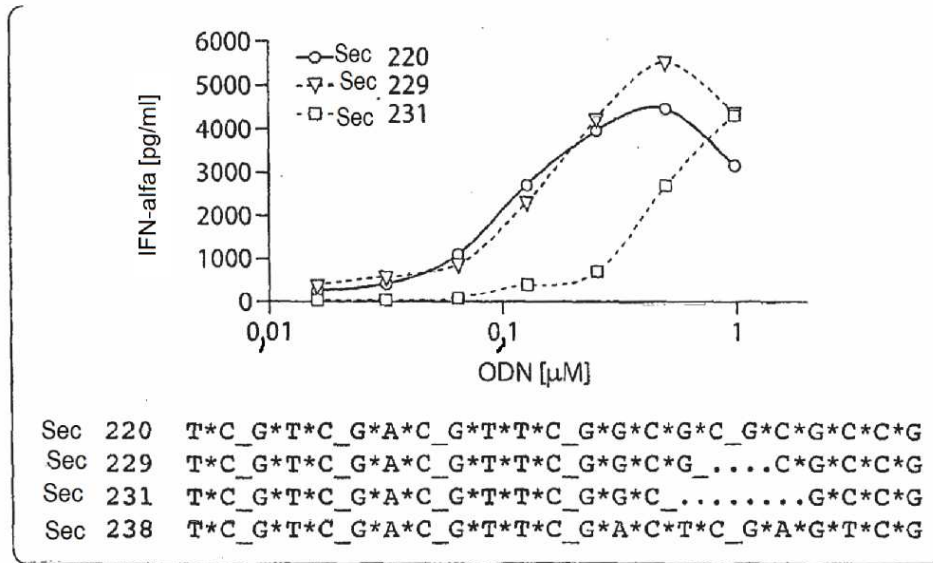 6000
5000
4000
3000
2000
1000
0
IFN-alfa [pg/ml]
Sec 220
Sec 229
Sec 231
0,01 0,1 1
ODN [µM]
Sec 220 T*C_G*T*C_G*A*C_G*T*T*C_G*G*C*G*C_G*C*G*C*C*G
Sec 229 T*C_G*T*C_G*A*C_G*T*T*C_G*G*C*G_....C*G*C*C*G
Sec 231 T*C_G*T*C_G*A*C_G*T*T*C_G*G*C_........G*C*C*G
Sec 238 T*C_G*T*C_G*A*C_G*T*T*C_G*A*C*T*C_G*A*G*T*C*G